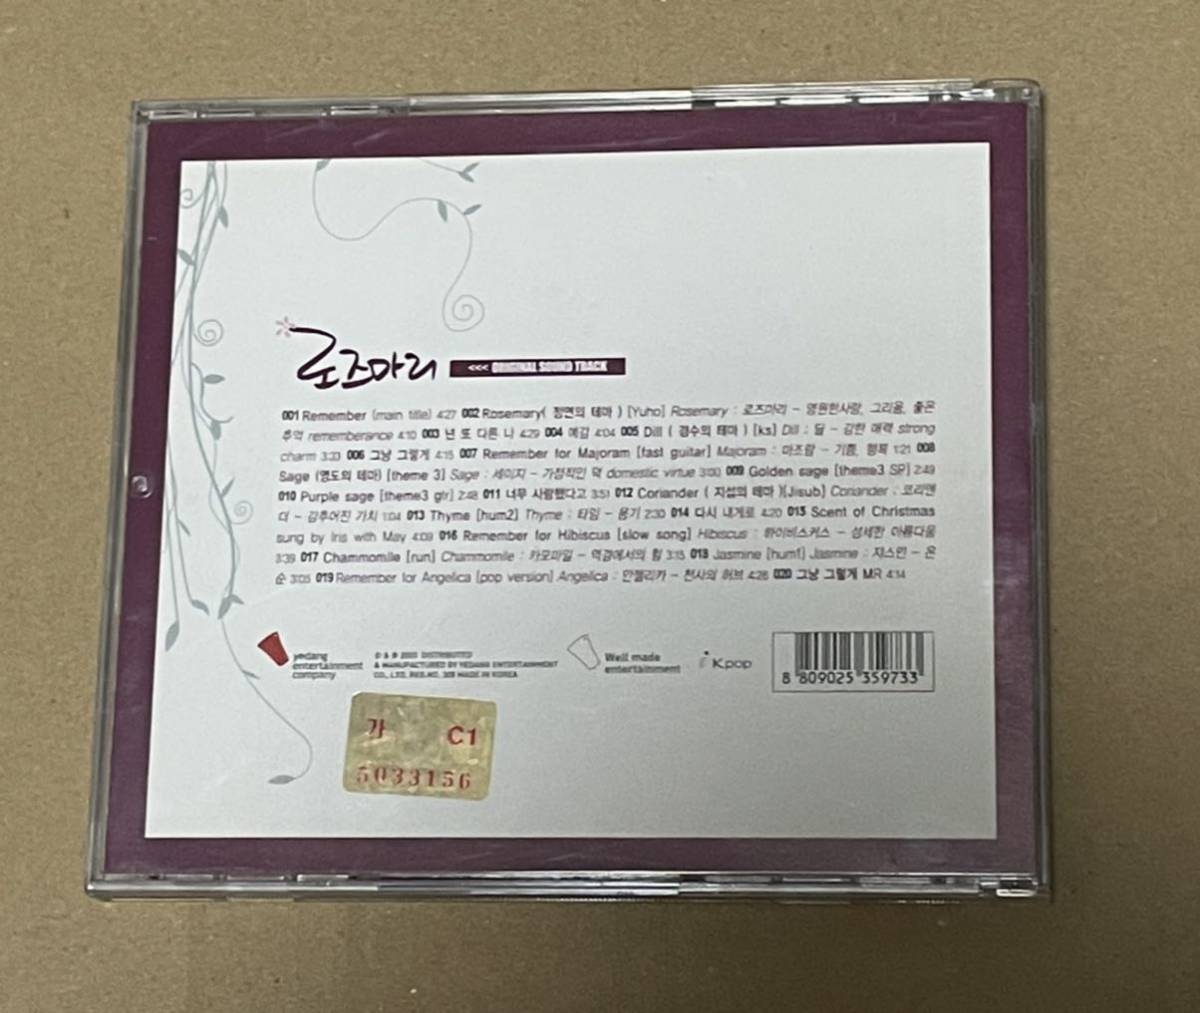 로즈마리 <<< ORIGINAL SOUND TRACK
001 Remember (main title) 4:27 002 Rosemary( 정연의 테마 ) [Yuho] Rosemary : 로즈마리 - 영원한사랑, 그리움, 좋은
추억 rememberance 4:10 003 넌 또 다른 나 4:29 004 예감 4:04 005 Dill ( 경수의 테마 ) [ks] Dill : 딜 - 강한 매력 strong
charm 3:33 006 그냥 그렇게 4:15 007 Remember for Majoram [fast guitar] Majoram : 마조람 - 기쁨, 행복 1:21 008
Sage (영도의 테마) [theme 3] Sage : 세이지 - 가정적인 덕 domestic virtue 3:00 009 Golden sage [theme3 SP] 2:49
010 Purple sage [theme3 gtr] 2:48 011 너무 사랑했다고 3:51 012 Coriander ( 지섭의 테마 )[Jisub] Coriander : 코리앤
더 - 감추어진 가치 1:04 013 Thyme [hum2] Thyme : 타임 - 용기 2:30 014 다시 내게로 4:20 015 Scent of Christmas
sung by Iris with May 4:09 016 Remember for Hibiscus [slow song] Hibiscus : 하이비스커스 - 섬세한 아름다움
3:39 017 Chammomile [run] Chammomile : 카모마일 - 역경에서의 힘 3:15 018 Jasmine [hum1] Jasmine : 자스민 - 온
순 3:05 019 Remember for Angelica [pop version] Angelica : 안젤리카 - 천사의 허브 4:26 020 그냥 그렇게 MR 4:14
yedang
entertainment
company
DISTRIBUTED
& MANUFACTURED BY YEDANG ENTERTAINMENT
CO., LTD. REG.NO. MADE IN KOREA
Well made
entertainment
Kpop
8 809025 359733
가 C1
5033156